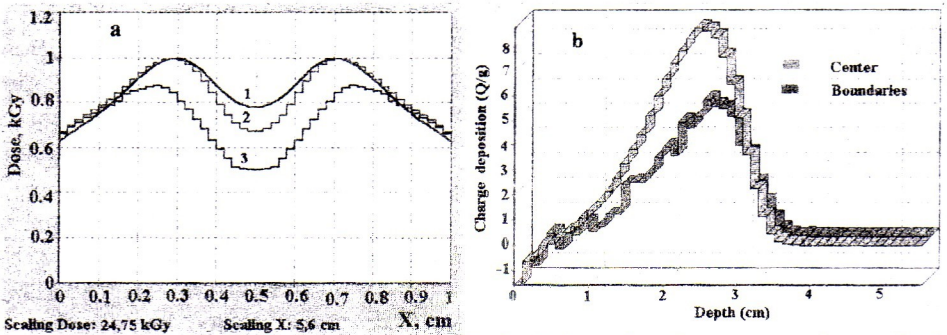 a
1.2
1
0.8
0.6
0.4
0.2
0
Dose, kGy
1
2
3
0 0.1 0.2 0.3 0.4 0.5 0.6 0.7 0.8 0.9 1
X, cm
Scaling Dose: 24,75 kGy Scaling X: 5,6 cm
b
8
7
6
5
4
3
2
1
0
-1
Charge deposition (Q/g)
Center
Boundaries
0 1 2 3 4 5
Depth (cm)